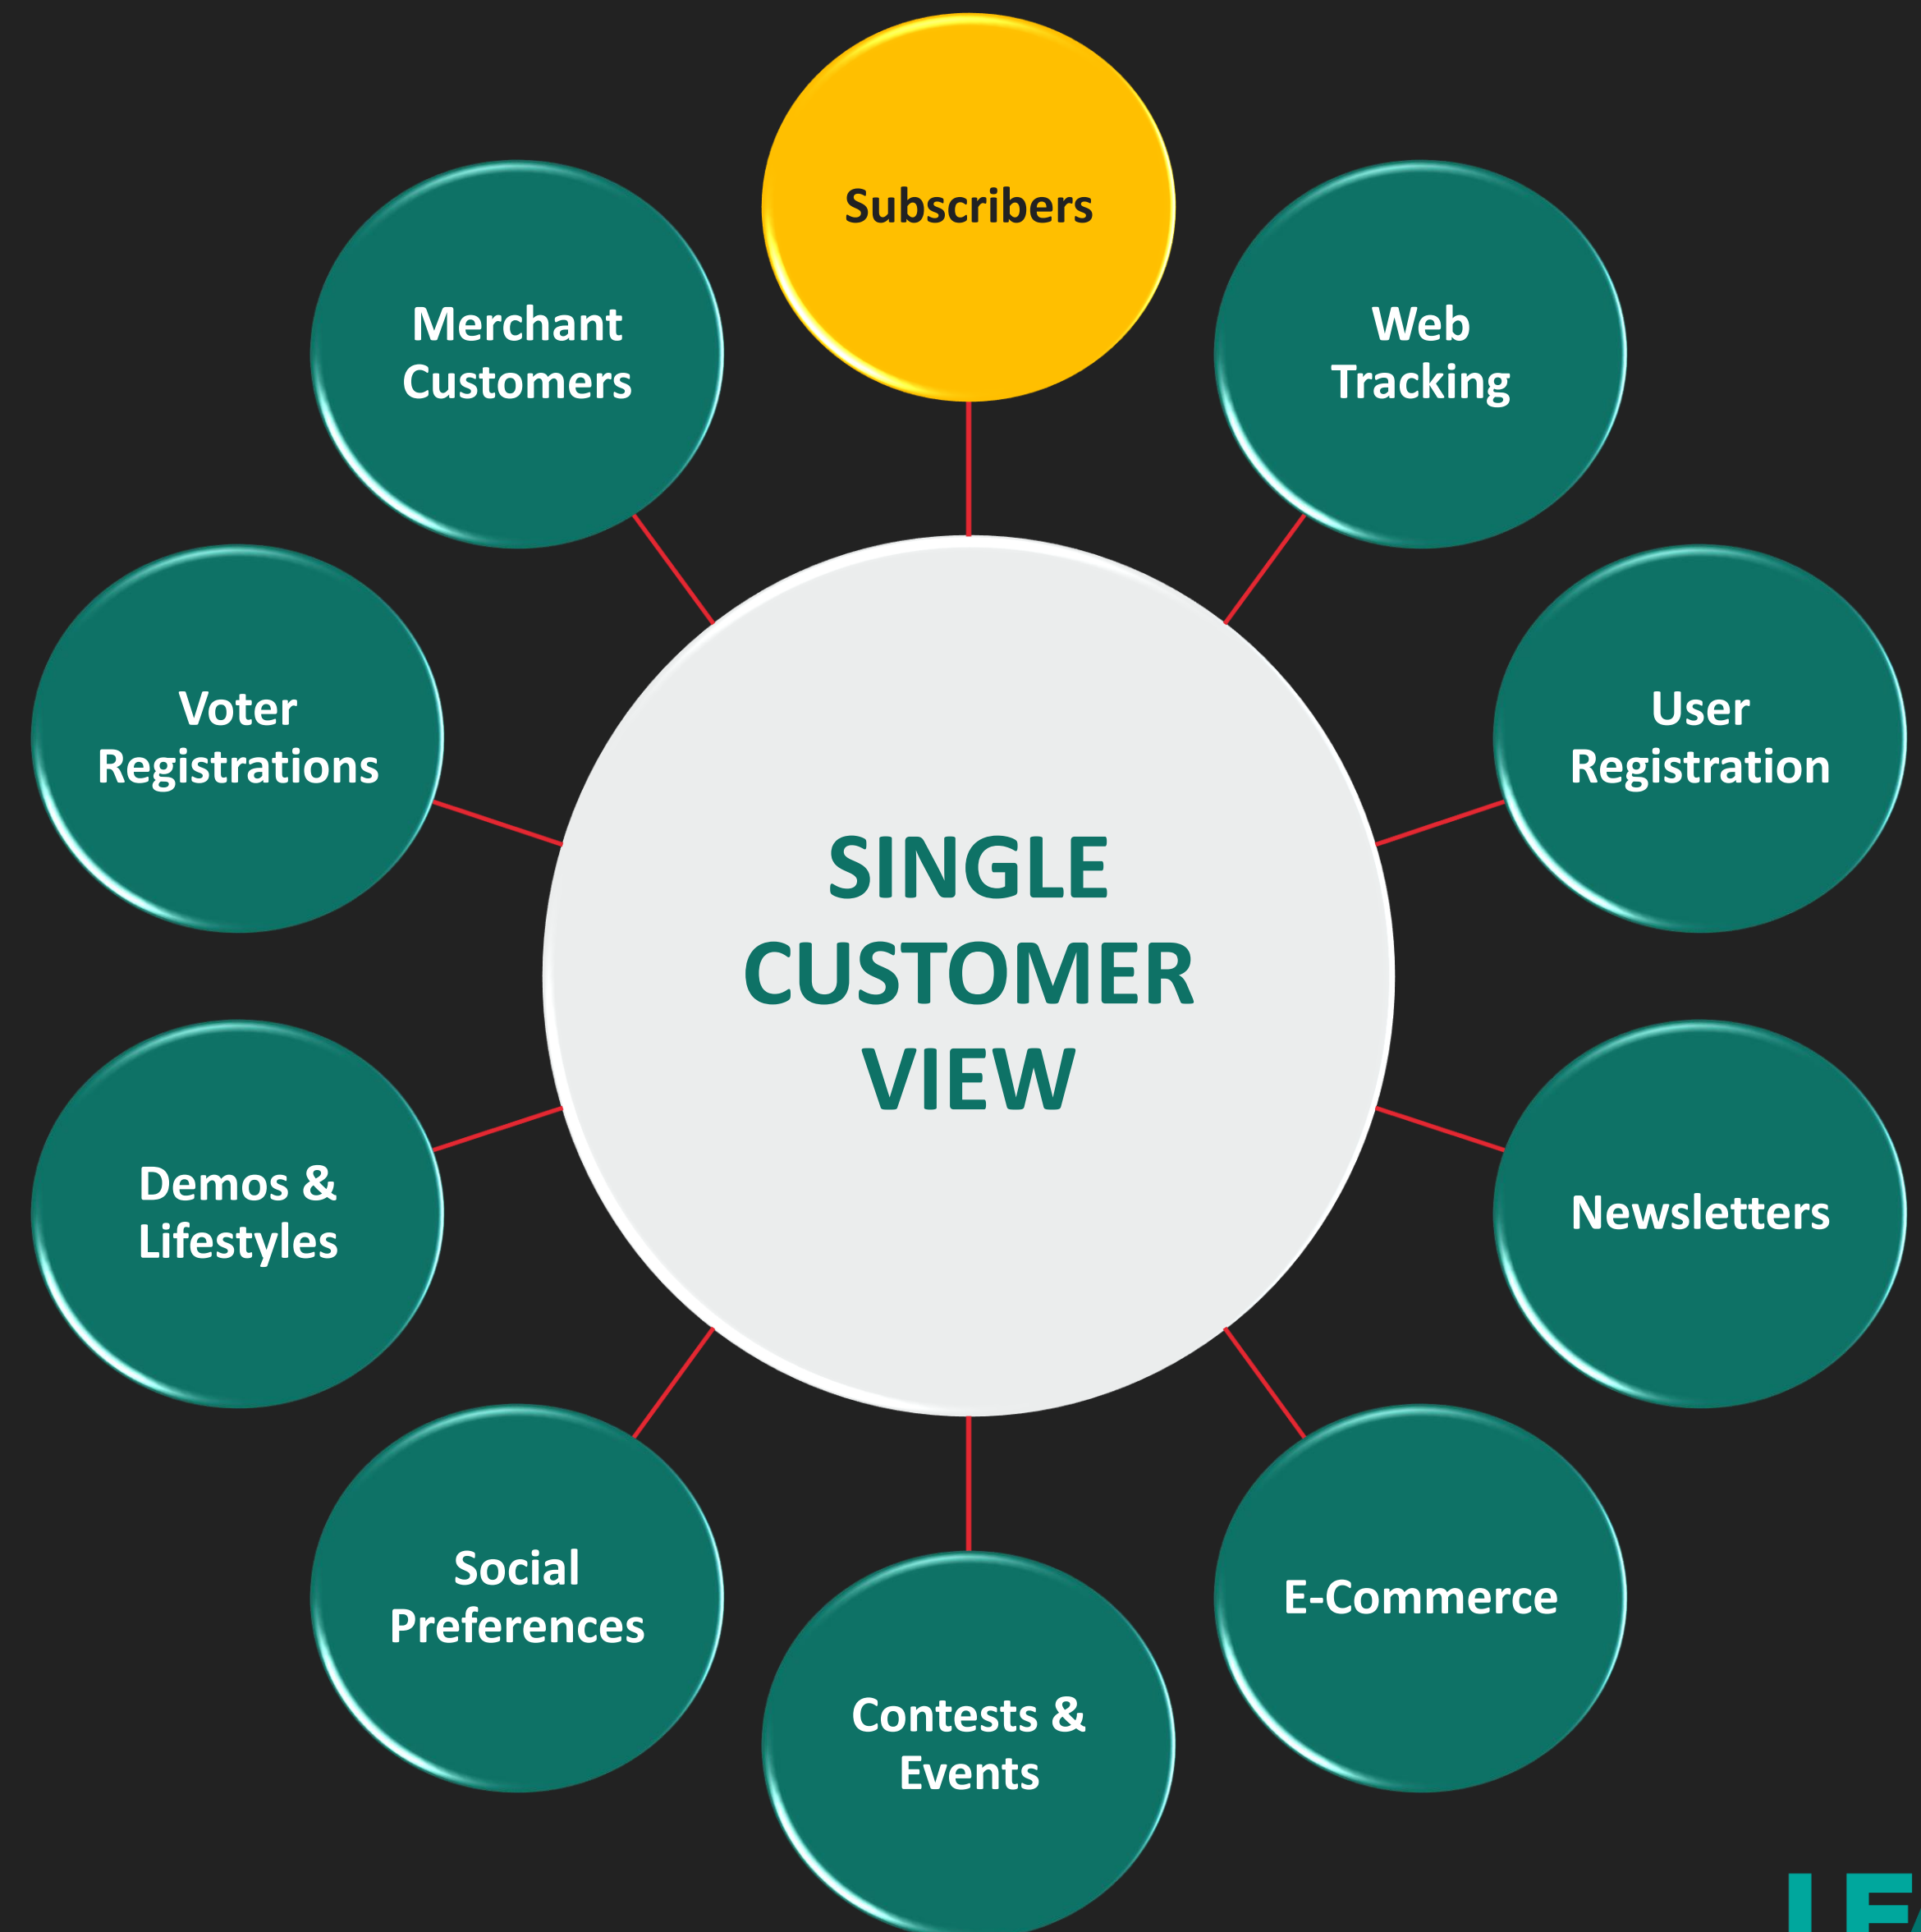 Subscribers
Merchant
Customers
Web
Tracking
Voter
Registrations
User
Registration
SINGLE
CUSTOMER
VIEW
Demos &
Lifestyles
Newsletters
Social
Preferences
E-Commerce
Contests &
Events